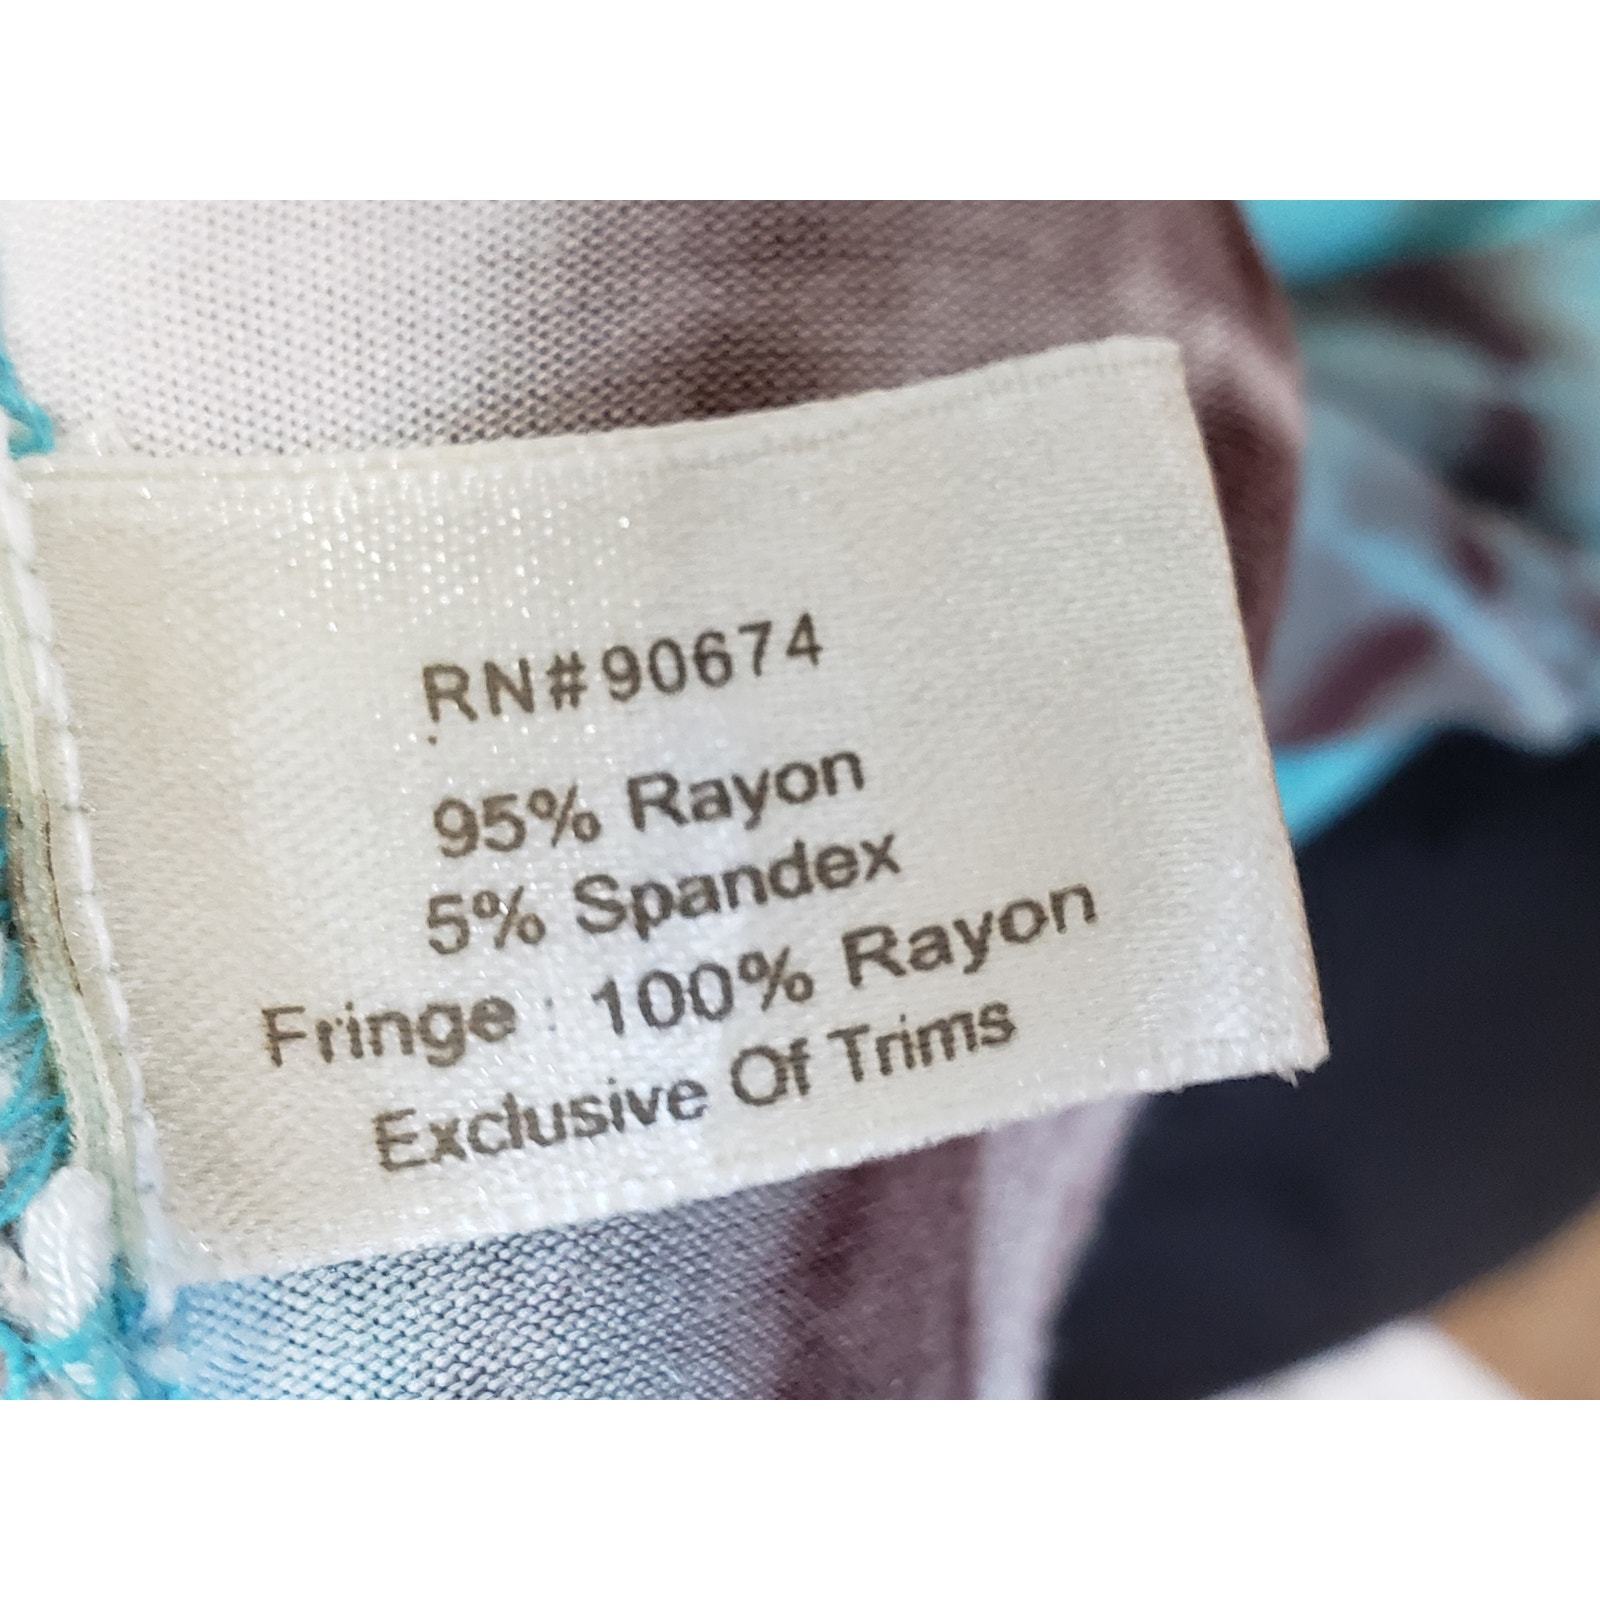 RN#90674
95% Rayon
5% Spandex
Fringe : 100% Rayon
Exclusive Of Trims